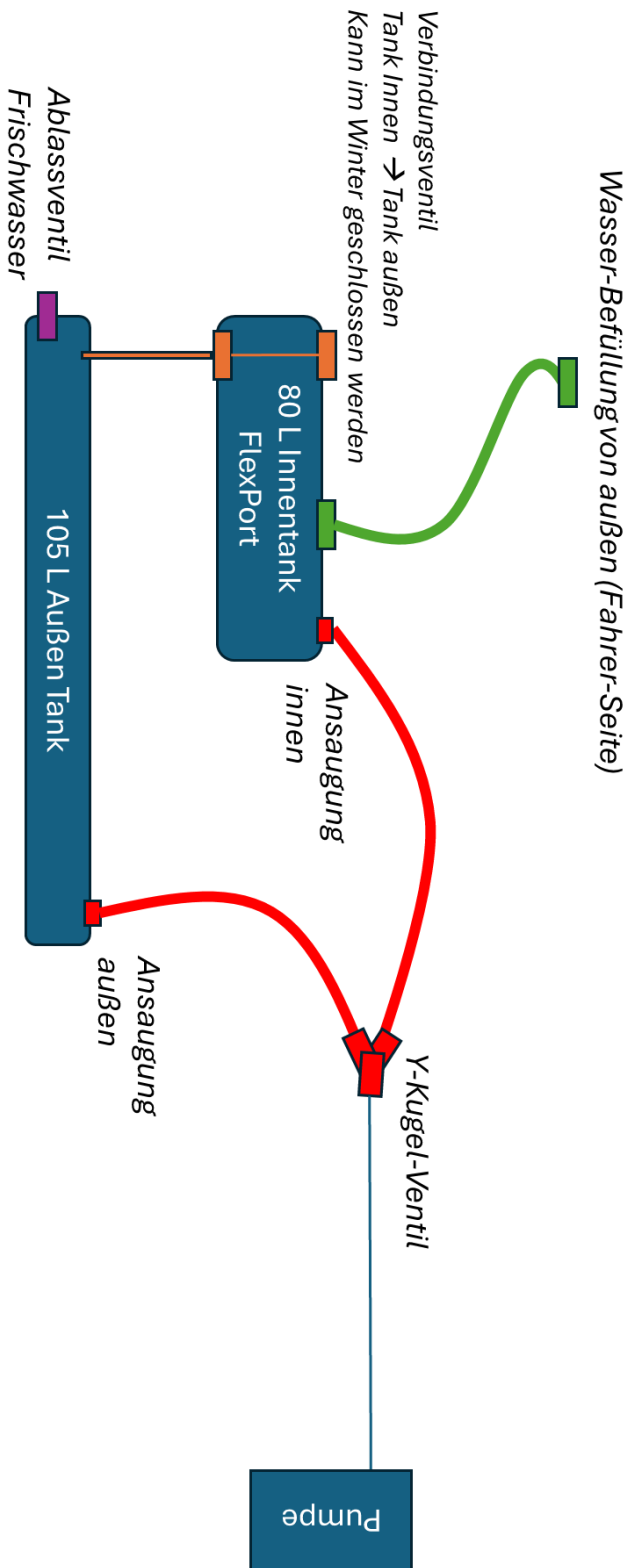 Wasser-Befüllung von außen (Fahrer-Seite)
Verbindungsventil
Tank Innen → Tank außen
Kann im Winter geschlossen werden
80 L Innentank
FlexPort
Ansaugung
innen
Y-Kugel-Ventil
Ablassventil
Frischwasser
105 L Außen Tank
Ansaugung
außen
Pumpe